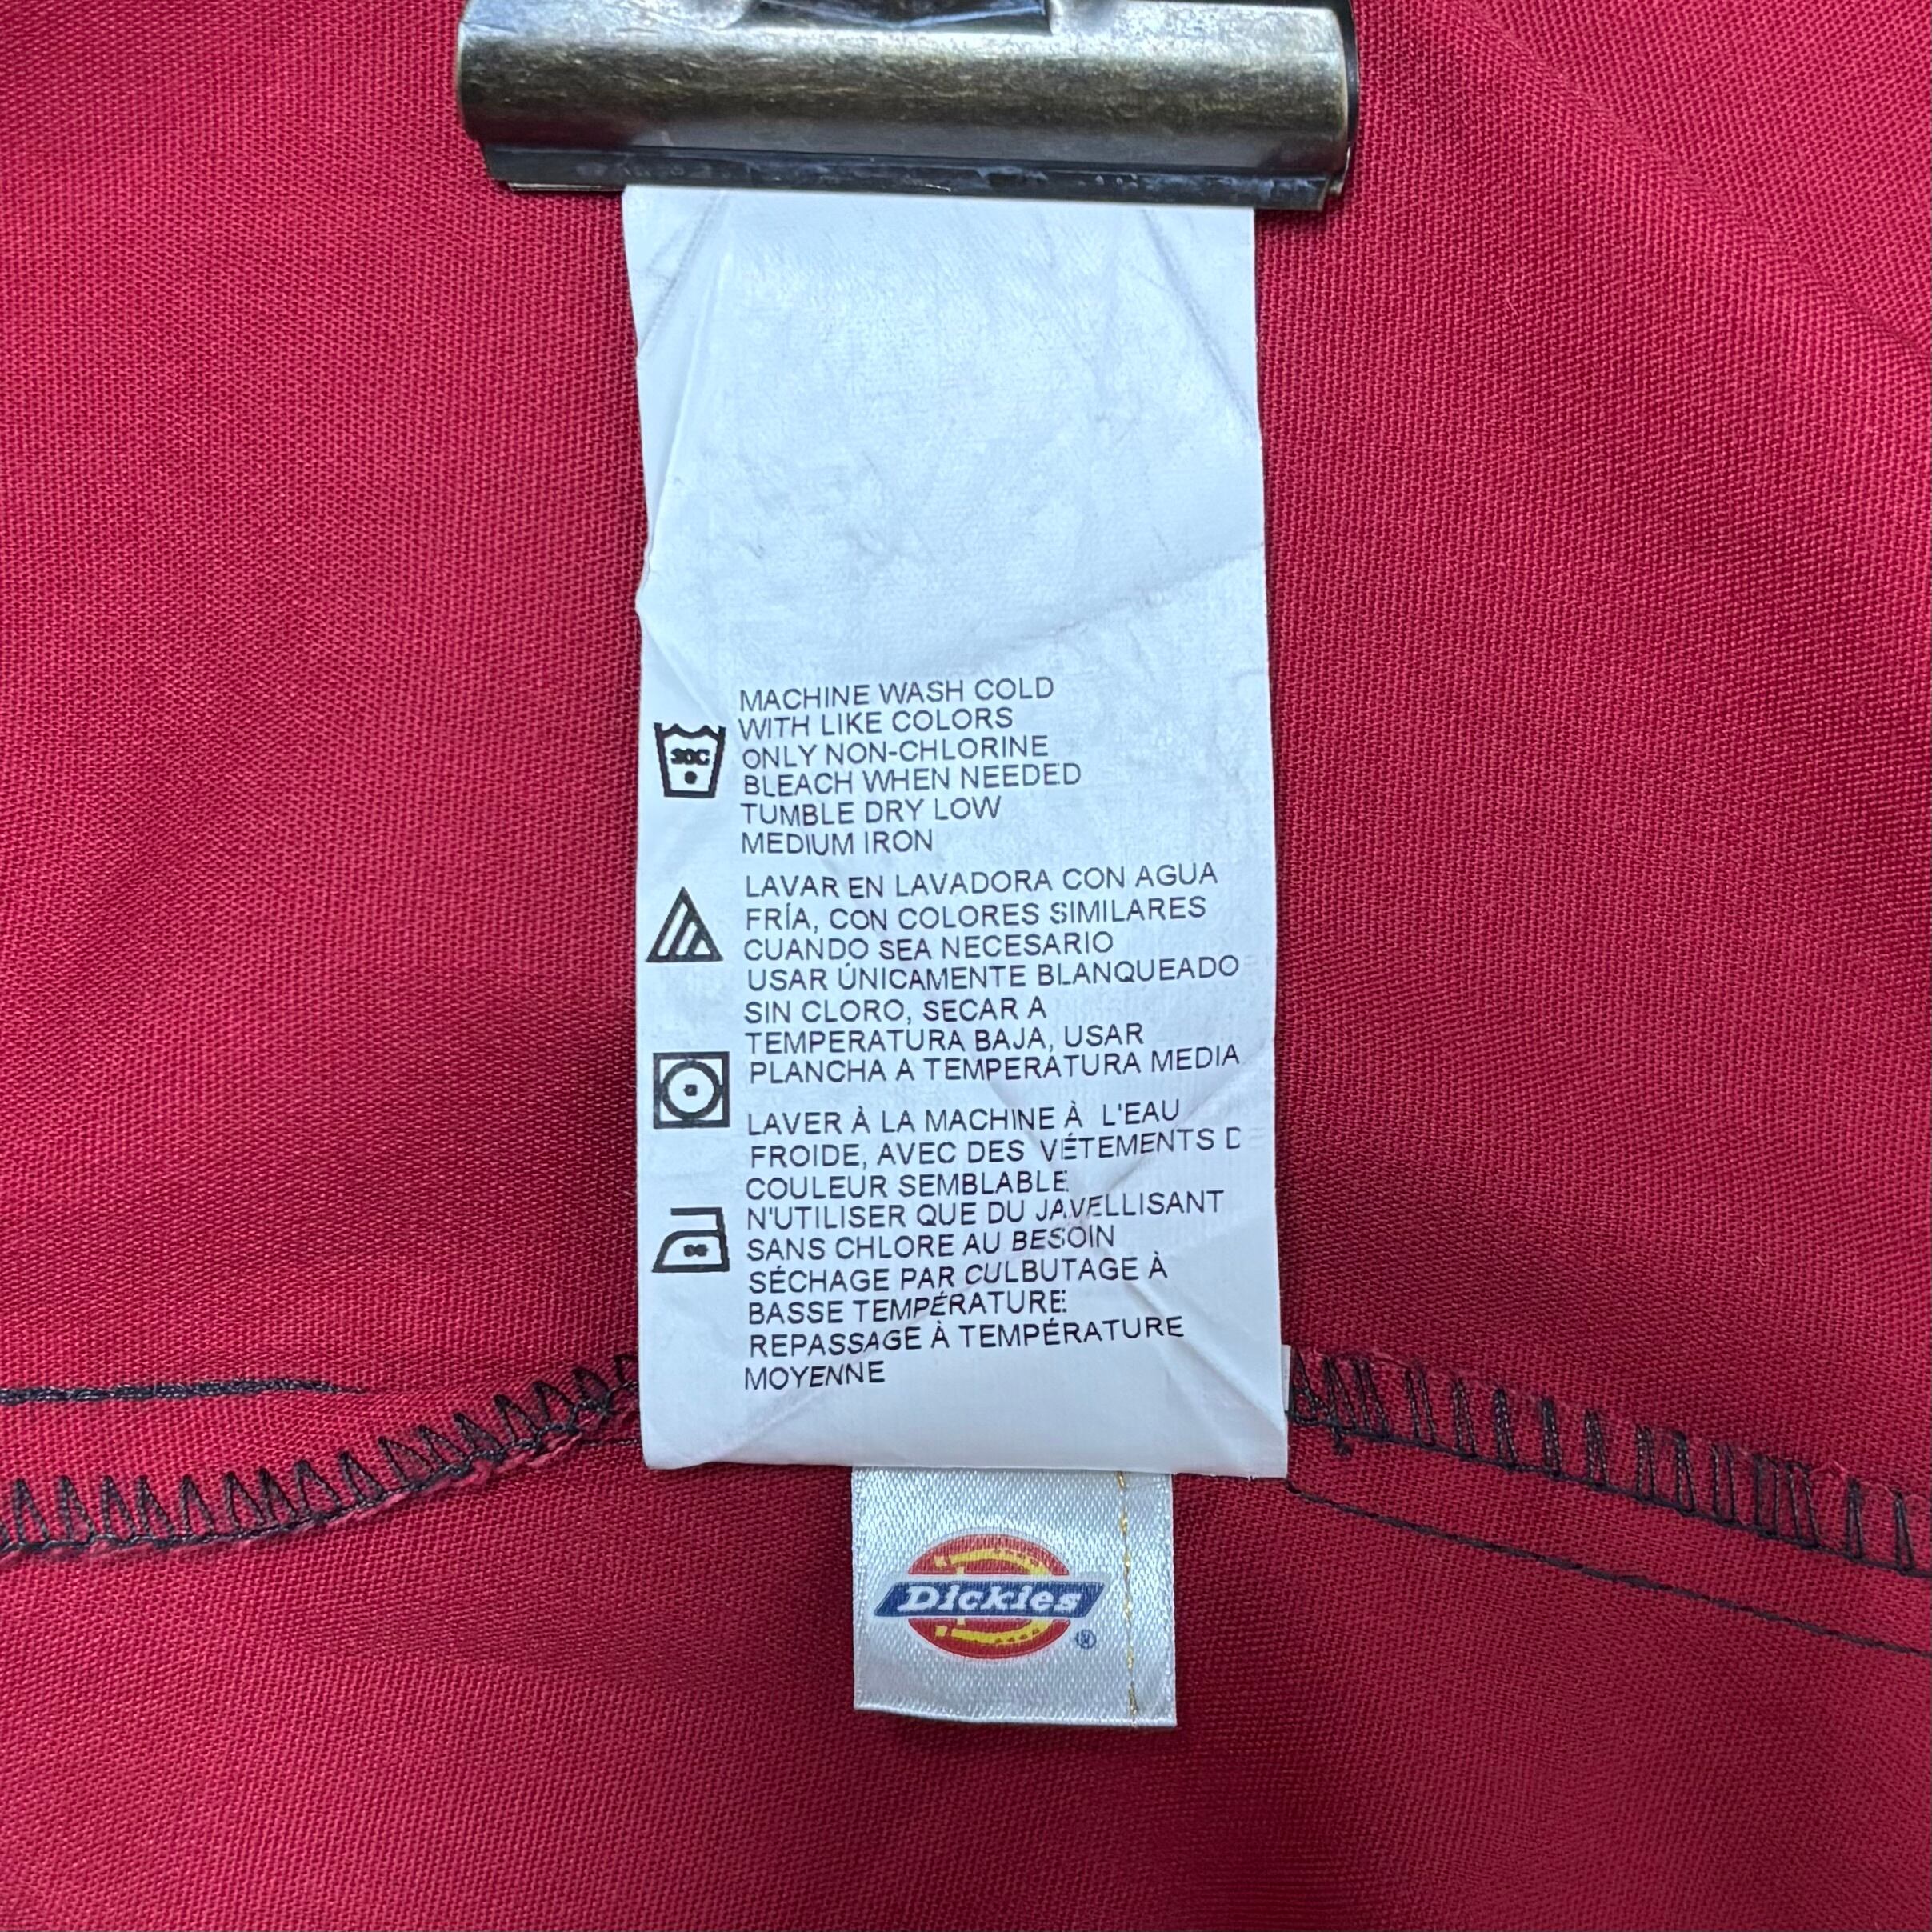 MACHINE WASH COLD
WITH LIKE COLORS
ONLY NON-CHLORINE
BLEACH WHEN NEEDED
TUMBLE DRY LOW
MEDIUM IRON
30C
LAVAR EN LAVADORA CON AGUA
FRÍA, CON COLORES SIMILARES
CUANDO SEA NECESARIO
USAR ÚNICAMENTE BLANQUEADO
SIN CLORO, SECAR A
TEMPERATURA BAJA, USAR
PLANCHA A TEMPERATURA MEDIA
LAVER À LA MACHINE À L'EAU
FROIDE, AVEC DES VÉTEMENTS D
COULEUR SEMBLABLE
N'UTILISER QUE DU JAVELLISANT
SANS CHLORE AU BESOIN
SÉCHAGE PAR CULBUTAGE À
BASSE TEMPÉRATURE
REPASSAGE À TEMPÉRATURE
MOYENNE
Dickies ®